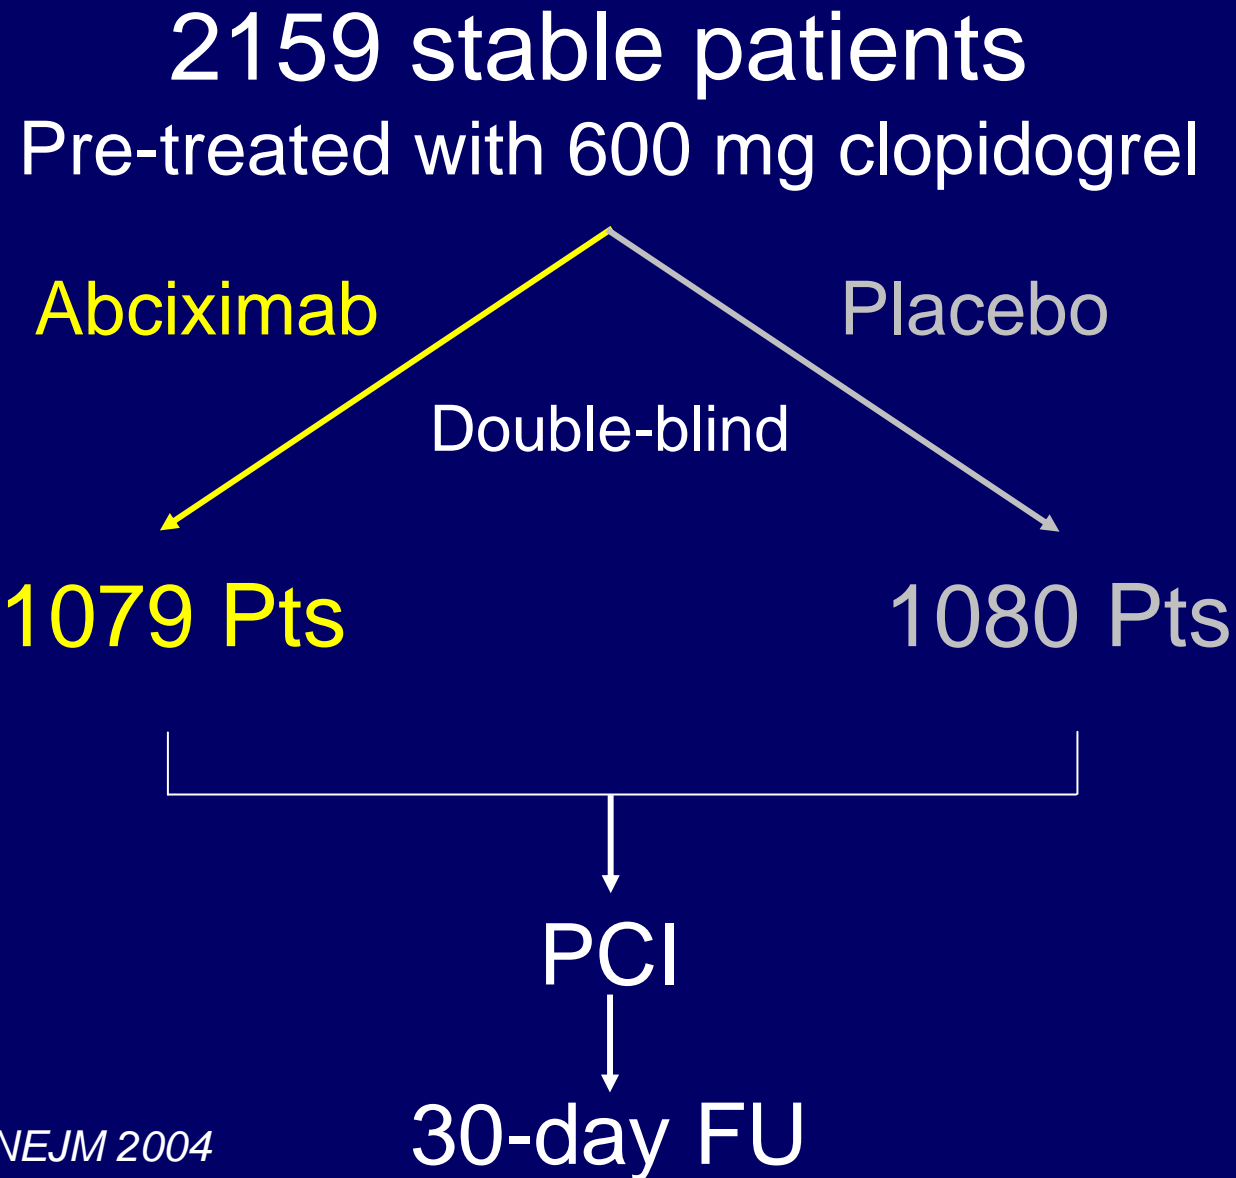 2159 stable patients
Pre-treated with 600 mg clopidogrel
Abciximab
Placebo
Double-blind
1079 Pts
1080 Pts
PCI
30-day FU
NEJM 2004